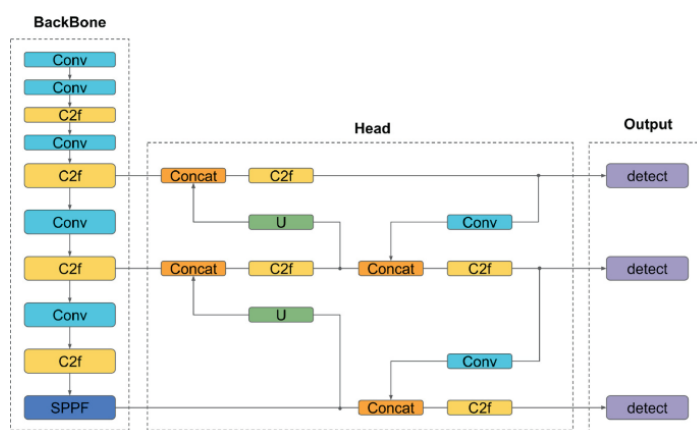 BackBone
Conv
Conv
C2f
Conv
C2f
Conv
C2f
Conv
C2f
SPPF
Head
Concat
C2f
U
Conv
Concat
C2f
Concat
C2f
U
Conv
Concat
C2f
Output
detect
detect
detect